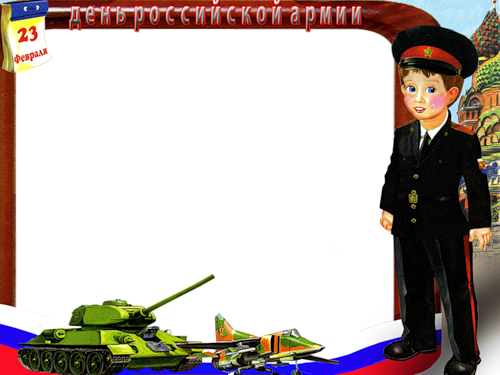 день российской армии
23
Февраля